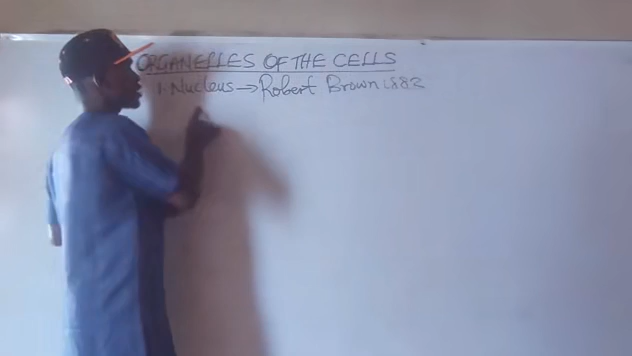 ORGANELLES OF THE CELLS
1. Nucleus → Robert Brown 1882